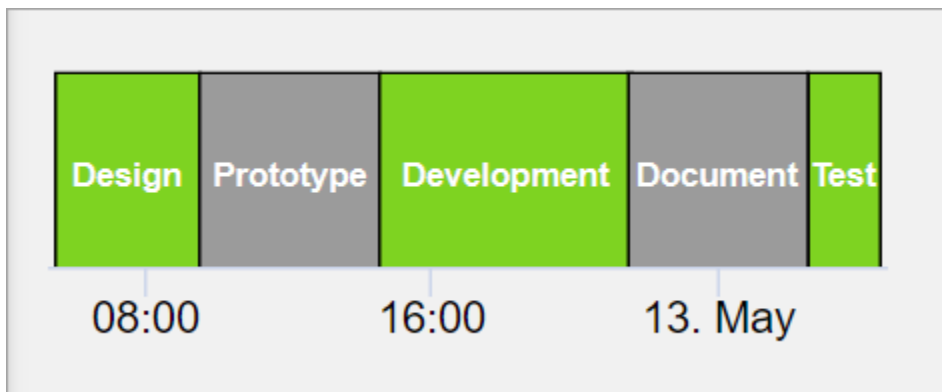 Design Prototype Development Document Test
08:00 16:00 13. May